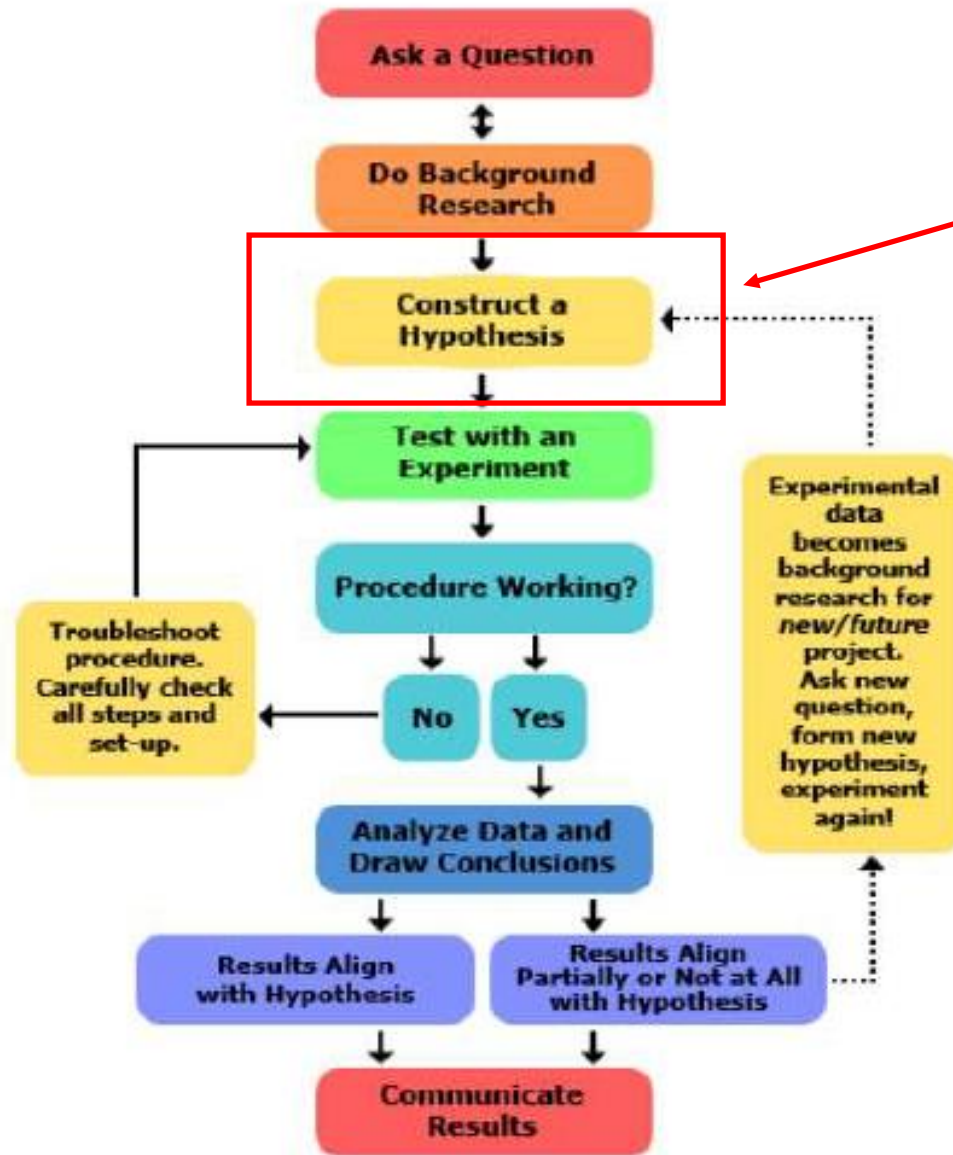 Ask a Question
Do Background
Research
Construct a
Hypothesis
Test with an
Experiment
Procedure Working?
No
Yes
Troubleshoot
procedure.
Carefully check
all steps and
set-up.
Experimental
data
becomes
background
research for
new/future
project.
Ask new
question,
form new
hypothesis,
experiment
again!
Analyze Data and
Draw Conclusions
Results Align
with Hypothesis
Results Align
Partially or Not at All
with Hypothesis
Communicate
Results